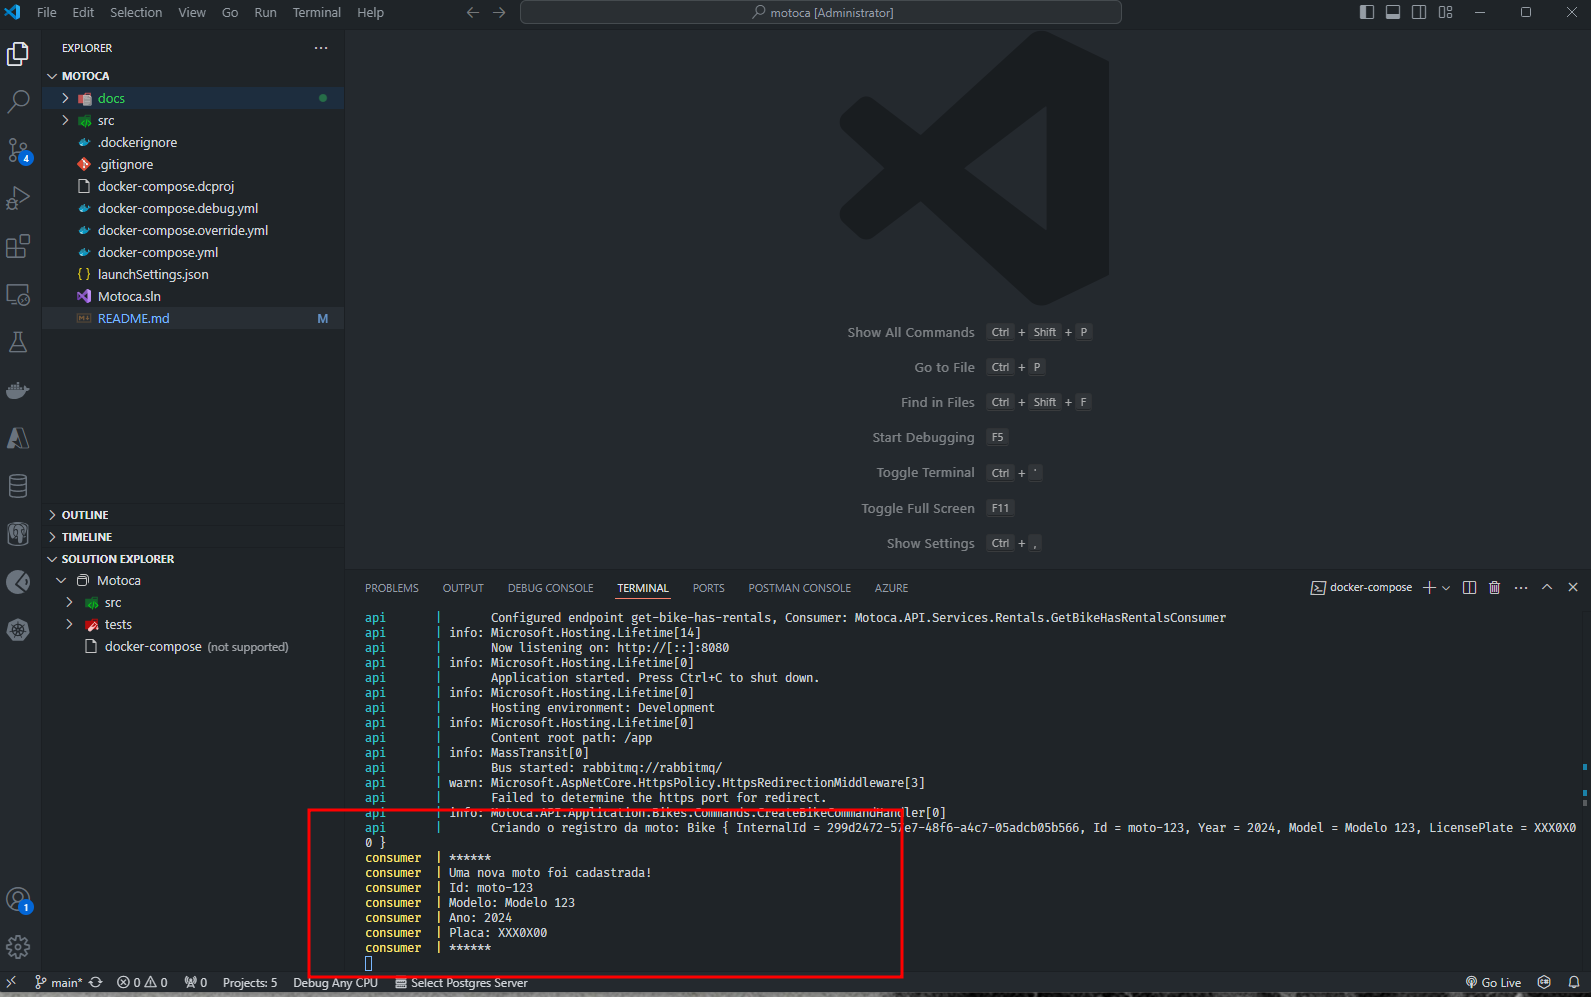 File Edit Selection View Go Run Terminal Help
motoca [Administrator]
EXPLORER
MOTOCA
docs
src
.dockerignore
.gitignore
docker-compose.dcproj
docker-compose.debug.yml
docker-compose.override.yml
docker-compose.yml
launchSettings.json
Motoca.sln
README.md M
4
OUTLINE
TIMELINE
SOLUTION EXPLORER
Motoca
src
tests
docker-compose (not supported)
1
Show All Commands Ctrl + Shift + P
Go to File Ctrl + P
Find in Files Ctrl + Shift + F
Start Debugging F5
Toggle Terminal Ctrl + `
Toggle Full Screen F11
Show Settings Ctrl + ,
PROBLEMS OUTPUT DEBUG CONSOLE TERMINAL PORTS POSTMAN CONSOLE AZURE docker-compose
api | Configured endpoint get-bike-has-rentals, Consumer: Motoca.API.Services.Rentals.GetBikeHasRentalsConsumer
api | info: Microsoft.Hosting.Lifetime[14]
api | Now listening on: http://[::]:8080
api | info: Microsoft.Hosting.Lifetime[0]
api | Application started. Press Ctrl+C to shut down.
api | info: Microsoft.Hosting.Lifetime[0]
api | Hosting environment: Development
api | info: Microsoft.Hosting.Lifetime[0]
api | Content root path: /app
api | info: MassTransit[0]
api | Bus started: rabbitmq://rabbitmq/
api | warn: Microsoft.AspNetCore.HttpsPolicy.HttpsRedirectionMiddleware[3]
api | Failed to determine the https port for redirect.
api | info: Motoca.API.Application.Bikes.Commands.CreateBikeCommandHandler[0]
api | Criando o registro da moto: Bike { InternalId = 299d2472-57e7-48f6-a4c7-05adcb05b566, Id = moto-123, Year = 2024, Model = Modelo 123, LicensePlate = XXX0X0
0 }
consumer | ******
consumer | Uma nova moto foi cadastrada!
consumer | Id: moto-123
consumer | Modelo: Modelo 123
consumer | Ano: 2024
consumer | Placa: XXX0X00
consumer | ******
main* 0 0 0 Projects: 5 Debug Any CPU Select Postgres Server Go Live